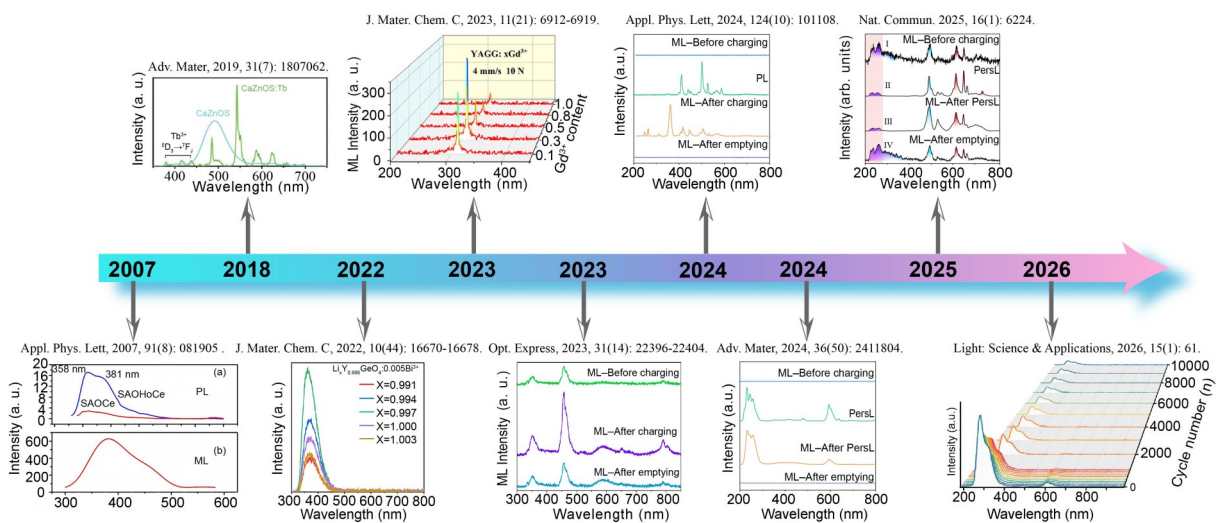 J. Mater. Chem. C, 2023, 11(21): 6912-6919.
Appl. Phys. Lett, 2024, 124(10): 101108.
Nat. Commun. 2025, 16(1): 6224.
Adv. Mater, 2019, 31(7): 1807062.
Intensity (a.u.)
CaZnOS:Tb
CaZnOS
Tb³⁺
⁵D₃→⁷F_J
400 500 600 700
Wavelength (nm)
ML Intensity (a. u.)
300
200
100
0
YAGG: xGd³⁺
4 mm/s 10 N
1.0
0.8
0.5
0.3
0.1
Gd³⁺ content
200 300 400
Wavelength (nm)
Intensity (a.u.)
ML–Before charging
PL
ML–After charging
ML–After emptying
200 400 600 800
Wavelength (nm)
Intensity (arb. units)
ML–Before charging
I
PersL
II
ML–After PersL
III
ML–After emptying
IV
200 400 600 800
Wavelength (nm)
2007 2018 2022 2023 2023 2024 2024 2025 2026
Appl. Phys. Lett, 2007, 91(8): 081905 .
J. Mater. Chem. C, 2022, 10(44): 16670-16678.
Opt. Express, 2023, 31(14): 22396-22404.
Adv. Mater, 2024, 36(50): 2411804.
Light: Science & Applications, 2026, 15(1): 61.
Intensity (a. u.)
20
16
12
8
4
0
358 nm
381 nm
(a)
PL
SAOHoCe
SAOCe
600
400
200
0
(b)
ML
300 400 500 600
Wavelength (nm)
Intensity (a. u.)
LiₓY₀.₉₉₅GeO₄:0.005Bi³⁺
X=0.991
X=0.994
X=0.997
X=1.000
X=1.003
300 400 500 600 700 800
Wavelength (nm)
ML Intensity (a. u.)
ML–Before charging
ML–After charging
ML–After emptying
300 400 500 600 700 800
Wavelength (nm)
Intensity (a. u.)
ML–Before charging
PersL
ML–After PersL
ML–After emptying
200 400 600 800
Wavelength (nm)
Intensity (a. u.)
10000
8000
6000
4000
2000
0
Cycle number (n)
200 400 600 800
Wavelength (nm)